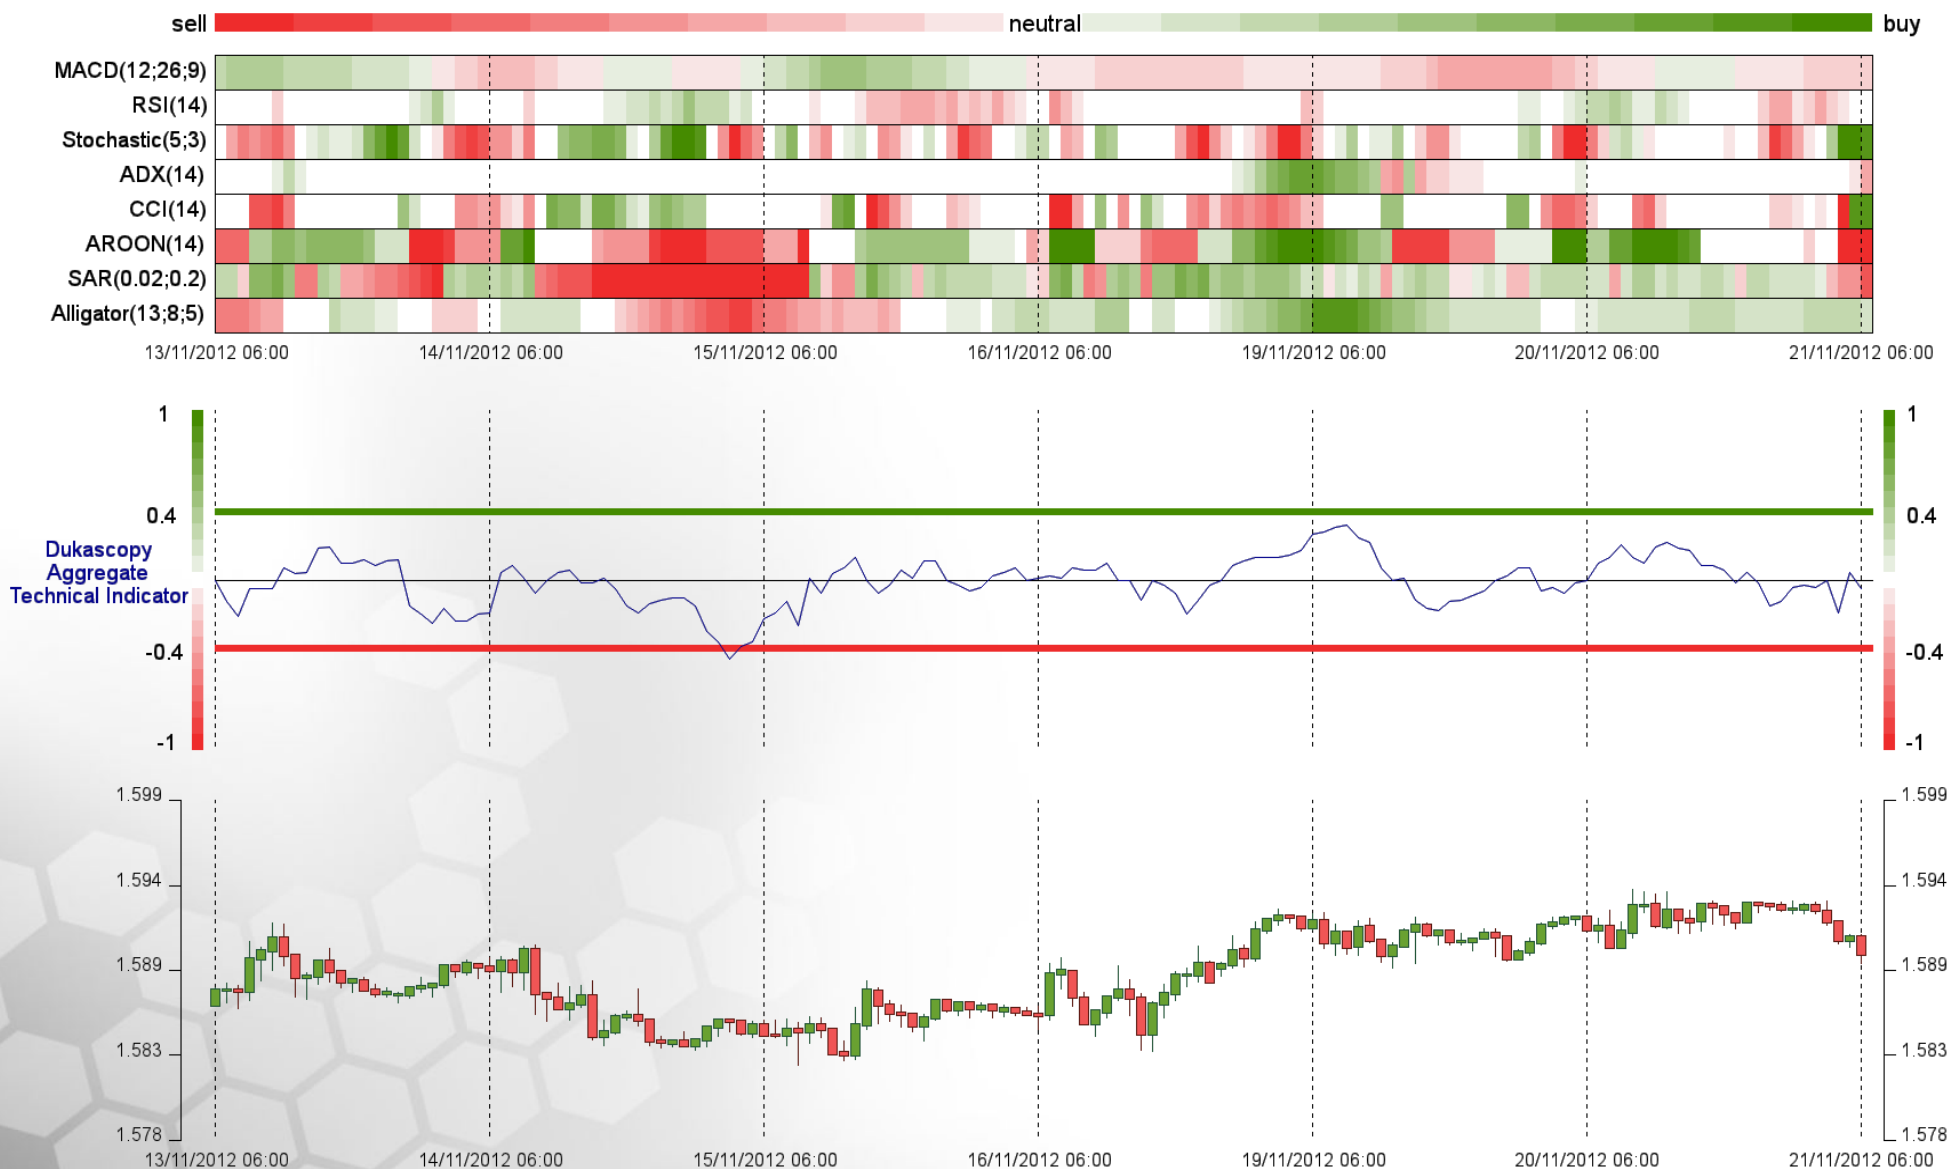 sell neutral buy
MACD(12;26;9)
RSI(14)
Stochastic(5;3)
ADX(14)
CCI(14)
AROON(14)
SAR(0.02;0.2)
Alligator(13;8;5)
13/11/2012 06:00 14/11/2012 06:00 15/11/2012 06:00 16/11/2012 06:00 19/11/2012 06:00 20/11/2012 06:00 21/11/2012 06:00
1 1
0.4 0.4
Dukascopy
Aggregate
Technical Indicator
-0.4 -0.4
-1 -1
1.599 1.599
1.594 1.594
1.589 1.589
1.583 1.583
1.578 1.578
13/11/2012 06:00 14/11/2012 06:00 15/11/2012 06:00 16/11/2012 06:00 19/11/2012 06:00 20/11/2012 06:00 21/11/2012 06:00